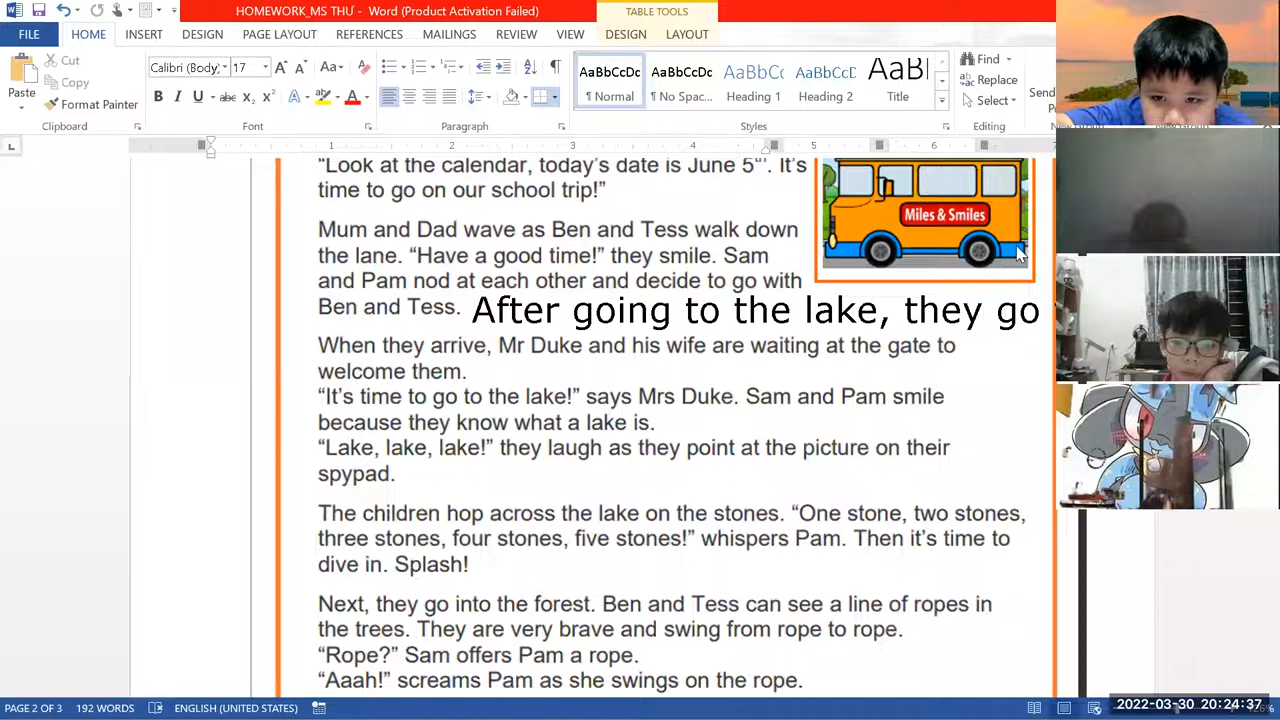 HOMEWORK_MS THƯ - Word (Product Activation Failed)
TABLE TOOLS
FILE HOME INSERT DESIGN PAGE LAYOUT REFERENCES MAILINGS REVIEW VIEW DESIGN LAYOUT
Cut
Copy
Format Painter
Paste
Calibri (Body) 17
AaBbCcDc AaBbCcDc AaBbCc AaBbCcD AaBbI
¶ Normal ¶ No Spac... Heading 1 Heading 2 Title
Find
Replace
Select
Clipboard Font Paragraph Styles Editing
1 2 3 4 5 6
“Look at the calendar, today’s date is June 5th. It’s
time to go on our school trip!”
Miles & Smiles
Mum and Dad wave as Ben and Tess walk down
the lane. “Have a good time!” they smile. Sam
and Pam nod at each other and decide to go with
Ben and Tess.
After going to the lake, they go
When they arrive, Mr Duke and his wife are waiting at the gate to
welcome them.
“It’s time to go to the lake!” says Mrs Duke. Sam and Pam smile
because they know what a lake is.
“Lake, lake, lake!” they laugh as they point at the picture on their
spypad.
The children hop across the lake on the stones. “One stone, two stones,
three stones, four stones, five stones!” whispers Pam. Then it’s time to
dive in. Splash!
Next, they go into the forest. Ben and Tess can see a line of ropes in
the trees. They are very brave and swing from rope to rope.
“Rope?” Sam offers Pam a rope.
“Aaah!” screams Pam as she swings on the rope.
PAGE 2 OF 3 192 WORDS ENGLISH (UNITED STATES)
2022-03-30 20:24:37